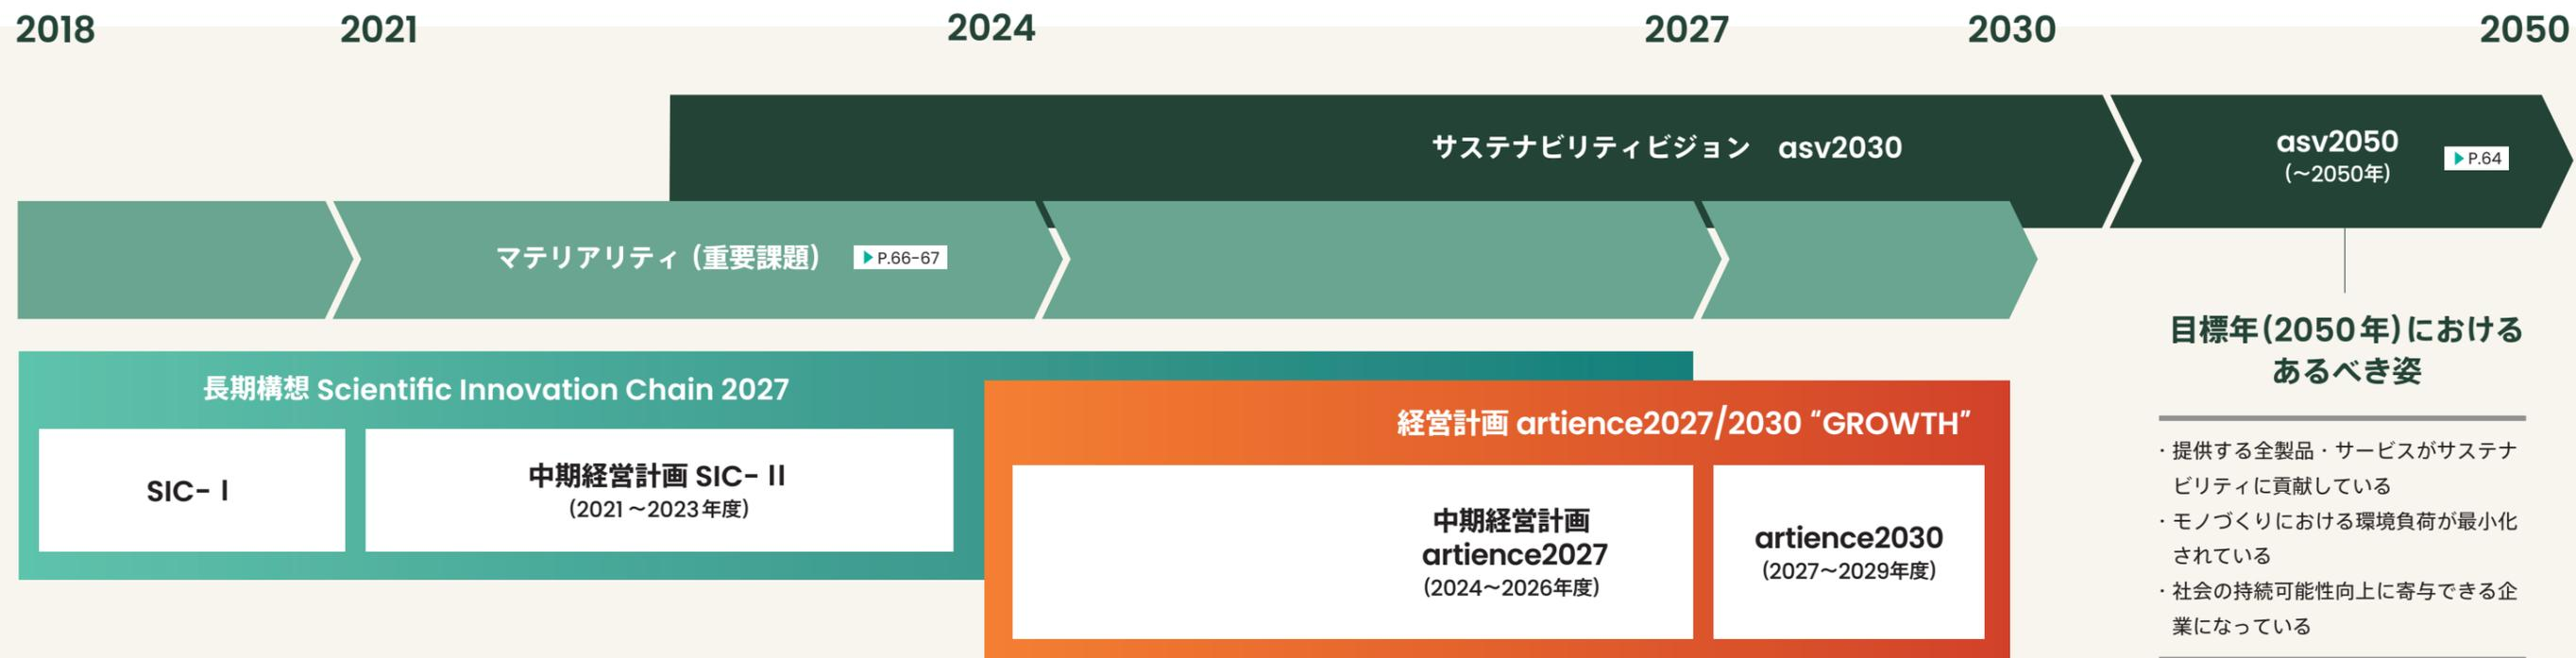 2018 2021 2024 2027 2030 2050
サステナビリティビジョン asv2030
asv2050
(〜2050年)
P.64
マテリアリティ (重要課題)
P.66-67
長期構想 Scientific Innovation Chain 2027
SIC-Ⅰ
中期経営計画 SIC-Ⅱ
(2021〜2023年度)
経営計画 artience2027/2030 “GROWTH”
中期経営計画
artience2027
(2024〜2026年度)
artience2030
(2027〜2029年度)
目標年(2050年)における
あるべき姿
・提供する全製品・サービスがサステナ
ビリティに貢献している
・モノづくりにおける環境負荷が最小化
されている
・社会の持続可能性向上に寄与できる企
業になっている